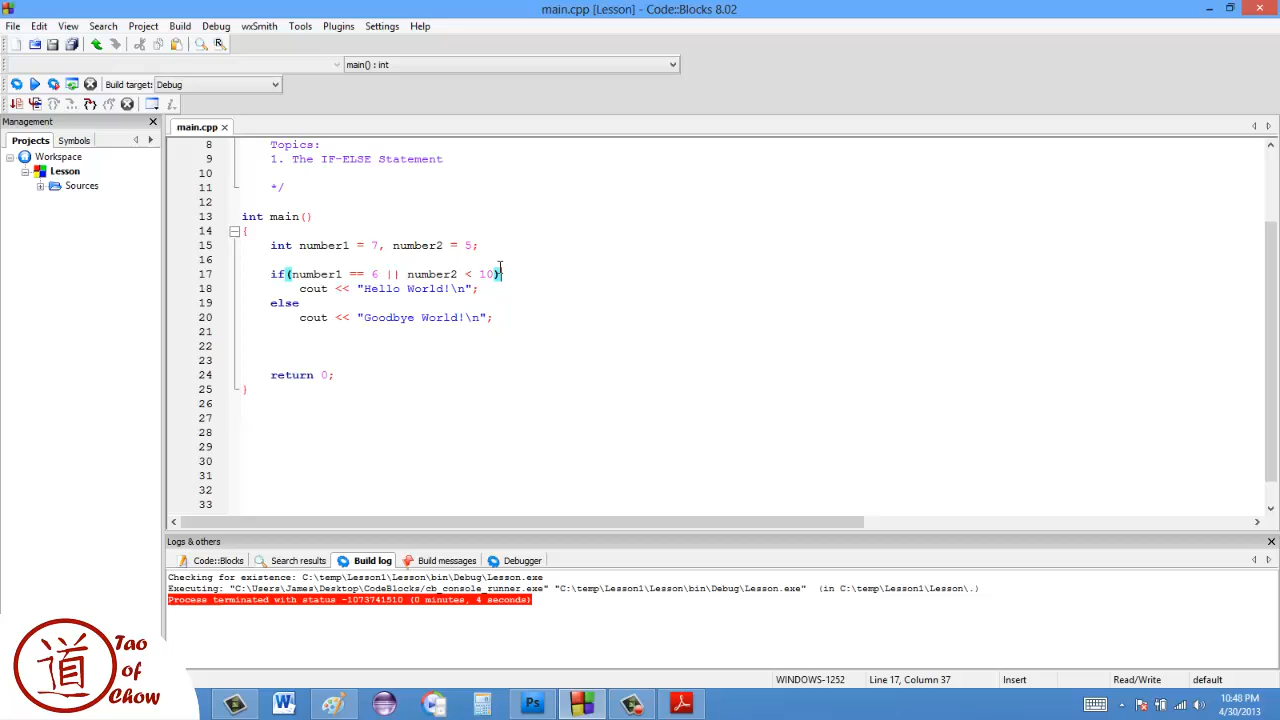 main.cpp [Lesson] - Code::Blocks 8.02
File Edit View Search Project Build Debug wxSmith Tools Plugins Settings Help
main() : int
Build target: Debug
Management
main.cpp
Projects Symbols
Workspace
Lesson
Sources
8 Topics:
9 1. The IF-ELSE Statement
10
11 */
12
13 int main()
14 {
15 int number1 = 7, number2 = 5;
16
17 if(number1 == 6 || number2 < 10)
18 cout << "Hello World!\n";
19 else
20 cout << "Goodbye World!\n";
21
22
23
24 return 0;
25 }
26
27
28
29
30
31
32
33
Logs & others
Code::Blocks Search results Build log Build messages Debugger
Checking for existence: C:\temp\Lesson1\Lesson\bin\Debug\Lesson.exe
Executing: "C:\Users\James\Desktop\CodeBlocks/cb_console_runner.exe" "C:\temp\Lesson1\Lesson\bin\Debug\Lesson.exe" (in C:\temp\Lesson1\Lesson\.)
Process terminated with status -1073741510 (0 minutes, 4 seconds)
WINDOWS-1252 Line 17, Column 37 Insert Read/Write default
道 Tao
of
Chow
Ps
10:48 PM
4/30/2013